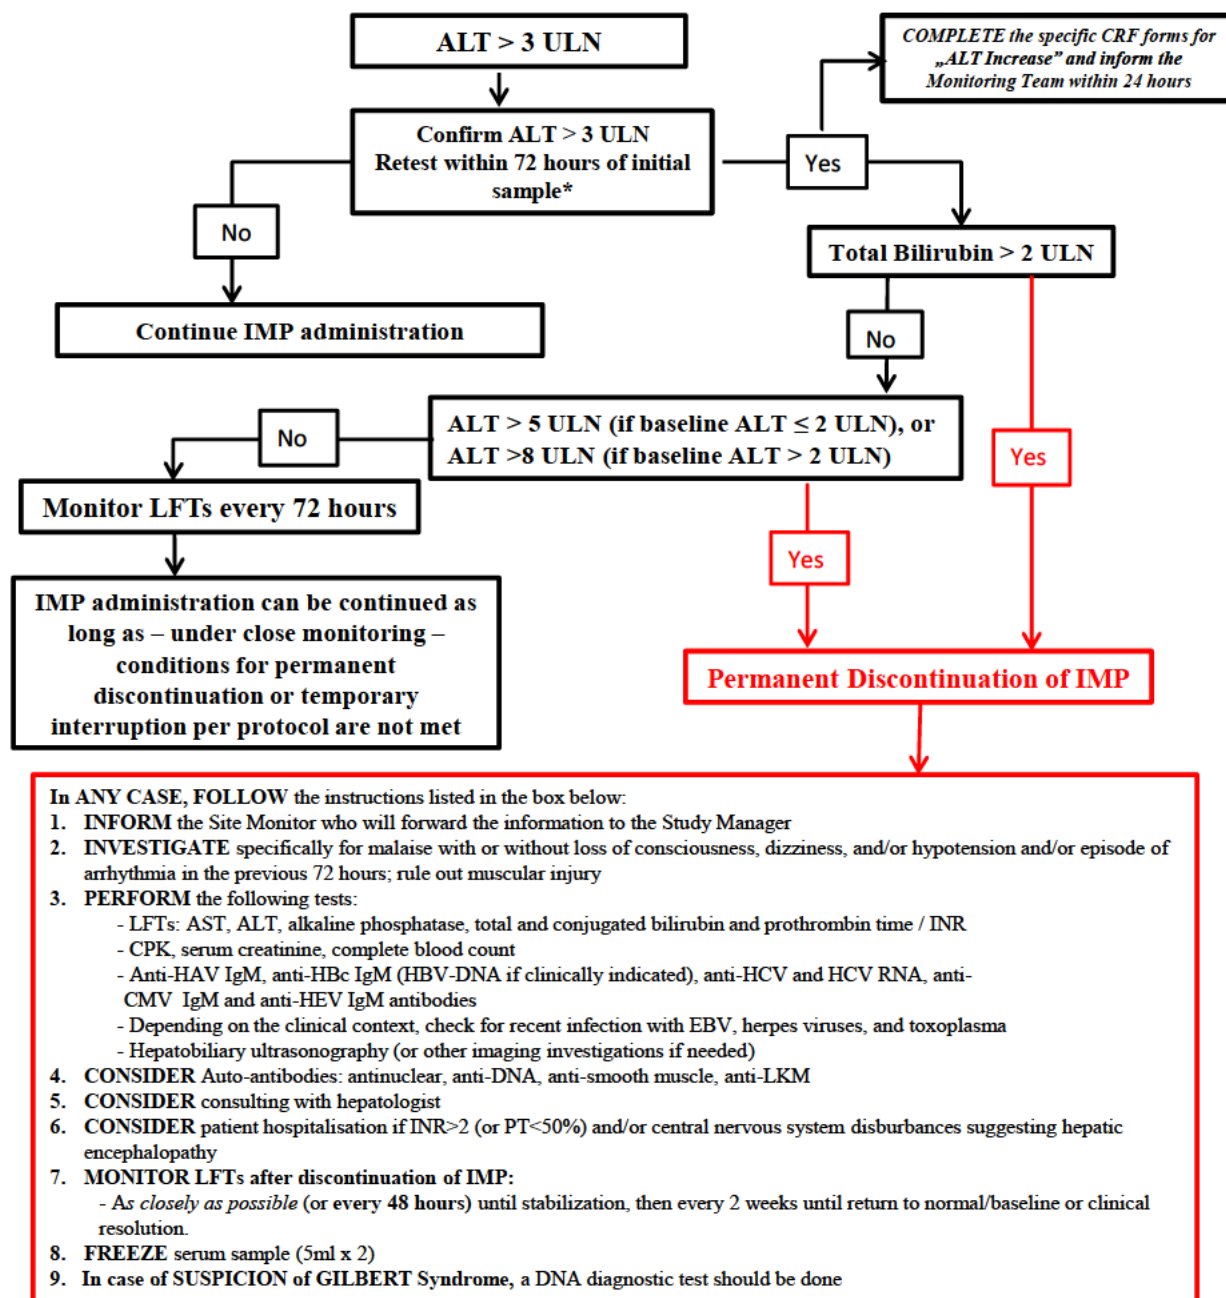 ALT > 3 ULN
COMPLETE the specific CRF forms for
„ALT Increase” and inform the
Monitoring Team within 24 hours
Confirm ALT > 3 ULN
Retest within 72 hours of initial
sample*
Yes
No
Total Bilirubin > 2 ULN
Continue IMP administration
No
ALT > 5 ULN (if baseline ALT ≤ 2 ULN), or
ALT >8 ULN (if baseline ALT > 2 ULN)
No
Yes
Monitor LFTs every 72 hours
Yes
IMP administration can be continued as
long as – under close monitoring –
conditions for permanent
discontinuation or temporary
interruption per protocol are not met
Permanent Discontinuation of IMP
In ANY CASE, FOLLOW the instructions listed in the box below:
1. INFORM the Site Monitor who will forward the information to the Study Manager
2. INVESTIGATE specifically for malaise with or without loss of consciousness, dizziness, and/or hypotension and/or episode of
arrhythmia in the previous 72 hours; rule out muscular injury
3. PERFORM the following tests:
- LFTs: AST, ALT, alkaline phosphatase, total and conjugated bilirubin and prothrombin time / INR
- CPK, serum creatinine, complete blood count
- Anti-HAV IgM, anti-HBc IgM (HBV-DNA if clinically indicated), anti-HCV and HCV RNA, anti-
CMV IgM and anti-HEV IgM antibodies
- Depending on the clinical context, check for recent infection with EBV, herpes viruses, and toxoplasma
- Hepatobiliary ultrasonography (or other imaging investigations if needed)
4. CONSIDER Auto-antibodies: antinuclear, anti-DNA, anti-smooth muscle, anti-LKM
5. CONSIDER consulting with hepatologist
6. CONSIDER patient hospitalisation if INR>2 (or PT<50%) and/or central nervous system disburbances suggesting hepatic
encephalopathy
7. MONITOR LFTs after discontinuation of IMP:
- As closely as possible (or every 48 hours) until stabilization, then every 2 weeks until return to normal/baseline or clinical
resolution.
8. FREEZE serum sample (5ml x 2)
9. In case of SUSPICION of GILBERT Syndrome, a DNA diagnostic test should be done